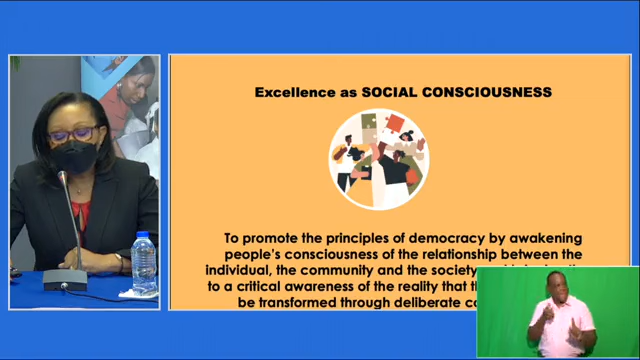 Excellence as SOCIAL CONSCIOUSNESS
To promote the principles of democracy by awakening
people's consciousness of the relationship between the
individual, the community and the society
to a critical awareness of the reality that
be transformed through deliberate